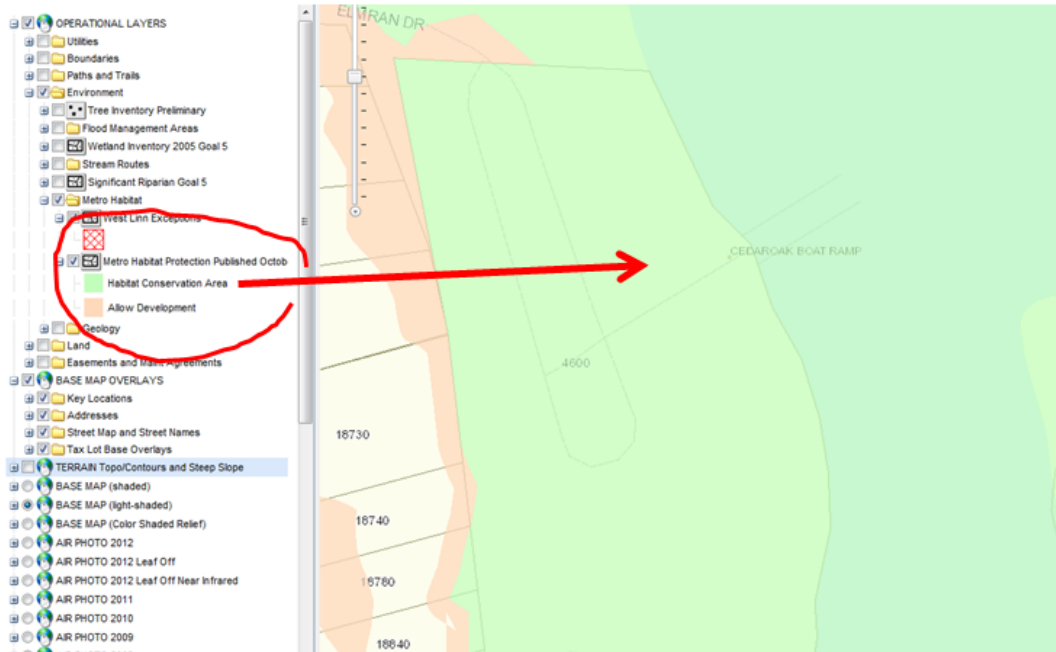 OPERATIONAL LAYERS
Utilities
Boundaries
Paths and Trails
Environment
Tree Inventory Preliminary
Flood Management Areas
Wetland Inventory 2005 Goal 5
Stream Routes
Significant Riparian Goal 5
Metro Habitat
West Linn Exceptions
Metro Habitat Protection Published Octob
Habitat Conservation Area
Allow Development
Geology
Land
Easements and Maint Agreements
BASE MAP OVERLAYS
Key Locations
Addresses
Street Map and Street Names
Tax Lot Base Overlays
TERRAIN Topo/Contours and Steep Slope
BASE MAP (shaded)
BASE MAP (light-shaded)
BASE MAP (Color Shaded Relief)
AIR PHOTO 2012
AIR PHOTO 2012 Leaf Off
AIR PHOTO 2012 Leaf Off Near Infrared
AIR PHOTO 2011
AIR PHOTO 2010
AIR PHOTO 2009
ELMRAN DR
CEDAROAK BOAT RAMP
4600
18730
18740
18780
18840